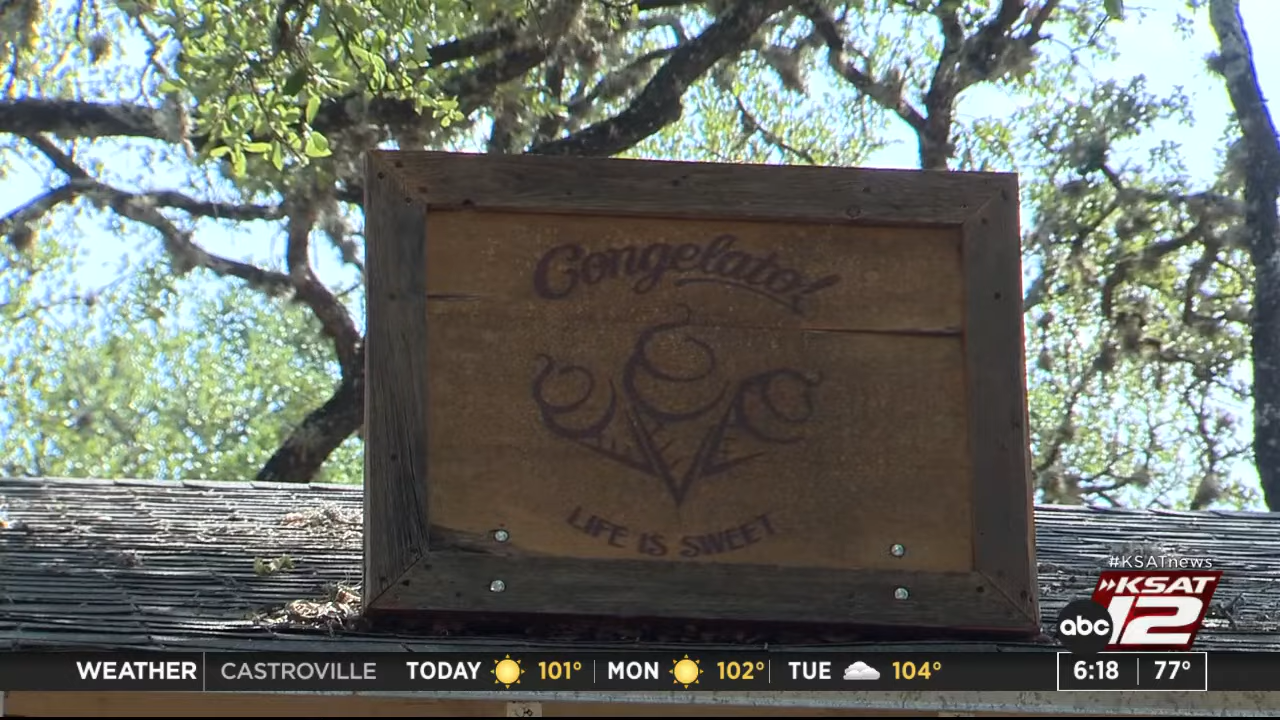 Congelato!
LIFE IS SWEET
#KSATnews
KSAT
abc 12
WEATHER CASTROVILLE TODAY 101° MON 102° TUE 104° 6:18 77°